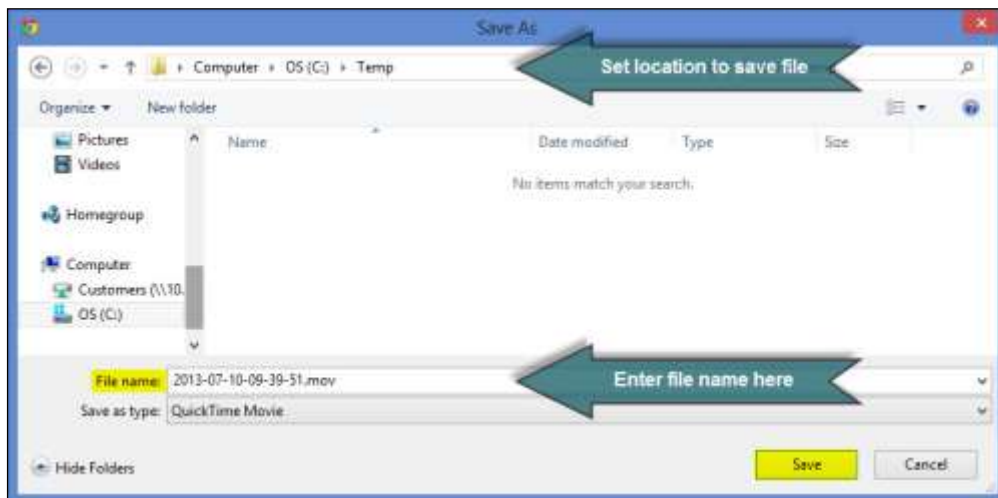 Save As
Computer OS (C:) Temp
Set location to save file
Organize New folder
Pictures
Videos
Homegroup
Computer
Customers (\\10.
OS (C:)
Name Date modified Type Size
No items match your search.
File name: 2013-07-10-09-39-51.mov
Enter file name here
Save as type: QuickTime Movie
Hide Folders
Save
Cancel